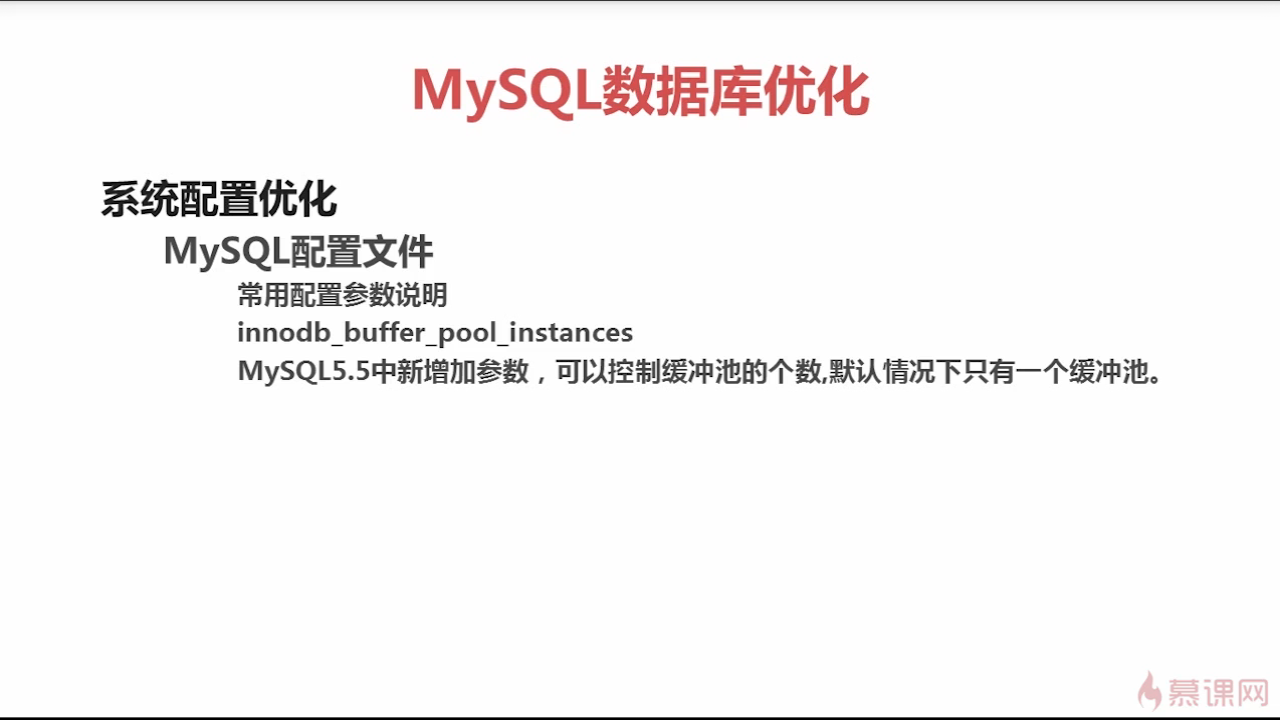 MySQL数据库优化
系统配置优化
MySQL配置文件
常用配置参数说明
innodb_buffer_pool_instances
MySQL5.5中新增加参数，可以控制缓冲池的个数,默认情况下只有一个缓冲池。
慕课网